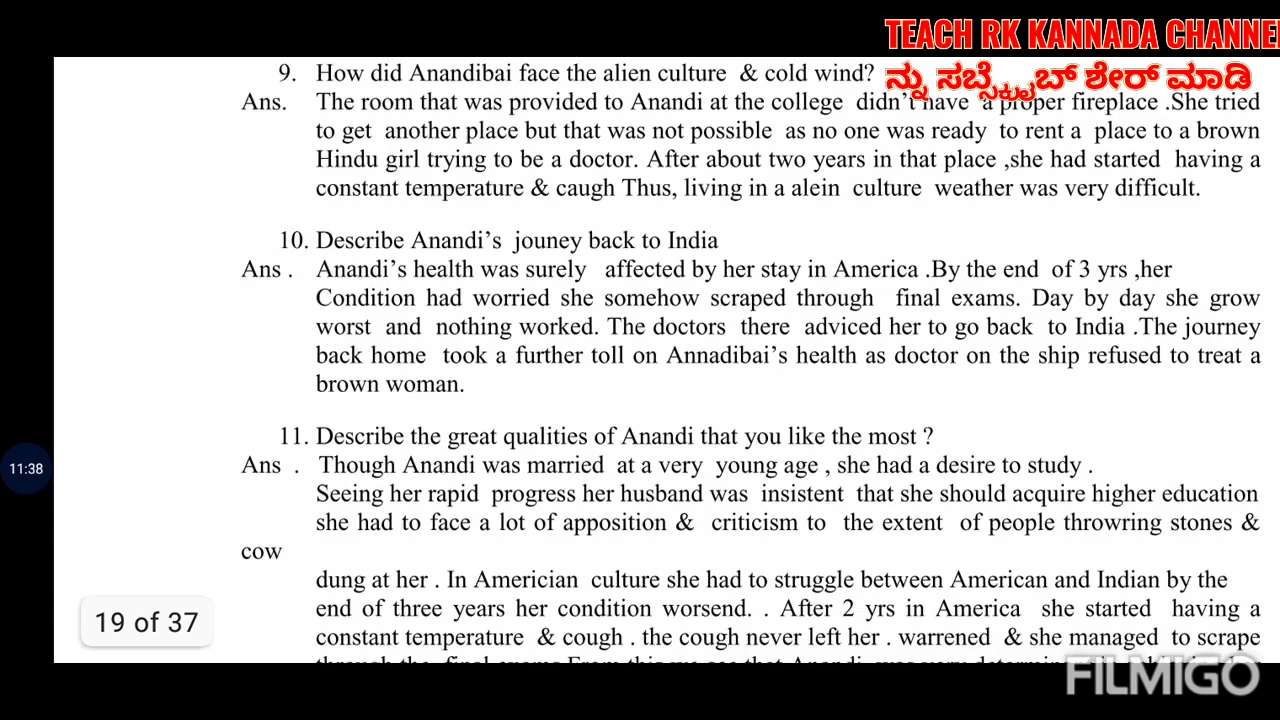 TEACH RK KANNADA CHANNE
ನ್ನು ಸಬ್ಸ್ಕ್ರೈಬ್ ಶೇರ್ ಮಾಡಿ
9. How did Anandibai face the alien culture & cold wind?
Ans. The room that was provided to Anandi at the college didn't have a proper fireplace .She tried
to get another place but that was not possible as no one was ready to rent a place to a brown
Hindu girl trying to be a doctor. After about two years in that place ,she had started having a
constant temperature & caugh Thus, living in a alein culture weather was very difficult.
10. Describe Anandi's jouney back to India
Ans . Anandi's health was surely affected by her stay in America .By the end of 3 yrs ,her
Condition had worried she somehow scraped through final exams. Day by day she grow
worst and nothing worked. The doctors there adviced her to go back to India .The journey
back home took a further toll on Annadibai's health as doctor on the ship refused to treat a
brown woman.
11. Describe the great qualities of Anandi that you like the most ?
Ans . Though Anandi was married at a very young age , she had a desire to study .
Seeing her rapid progress her husband was insistent that she should acquire higher education
she had to face a lot of apposition & criticism to the extent of people throwring stones &
cow
dung at her . In Americian culture she had to struggle between American and Indian by the
end of three years her condition worsend. . After 2 yrs in America she started having a
constant temperature & cough . the cough never left her . warrened & she managed to scrape
through the final exams From this we see that Anandi was very
11:38
19 of 37
FILMIGO